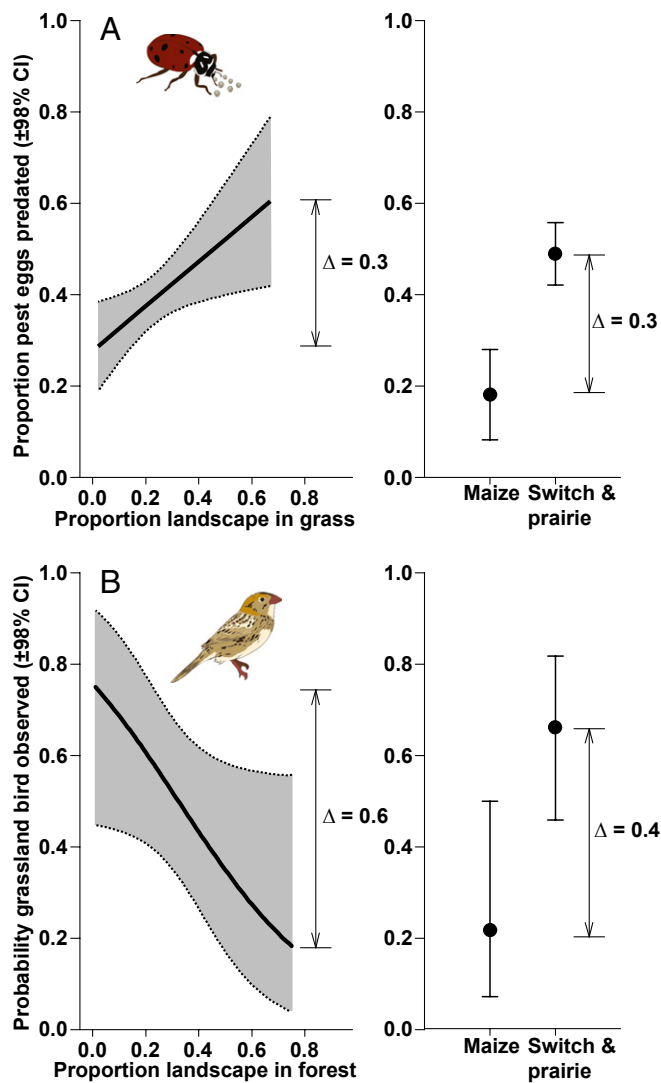 A
Proportion pest eggs predated (±98% CI)
1.0
0.8
0.6
0.4
0.2
0.0
Δ = 0.3
0.0 0.2 0.4 0.6 0.8
Proportion landscape in grass
1.0
0.8
0.6
0.4
0.2
0.0
Δ = 0.3
Maize Switch &
prairie
B
Probability grassland bird observed (±98% CI)
1.0
0.8
0.6
0.4
0.2
0.0
Δ = 0.6
0.0 0.2 0.4 0.6 0.8
Proportion landscape in forest
1.0
0.8
0.6
0.4
0.2
0.0
Δ = 0.4
Maize Switch &
prairie